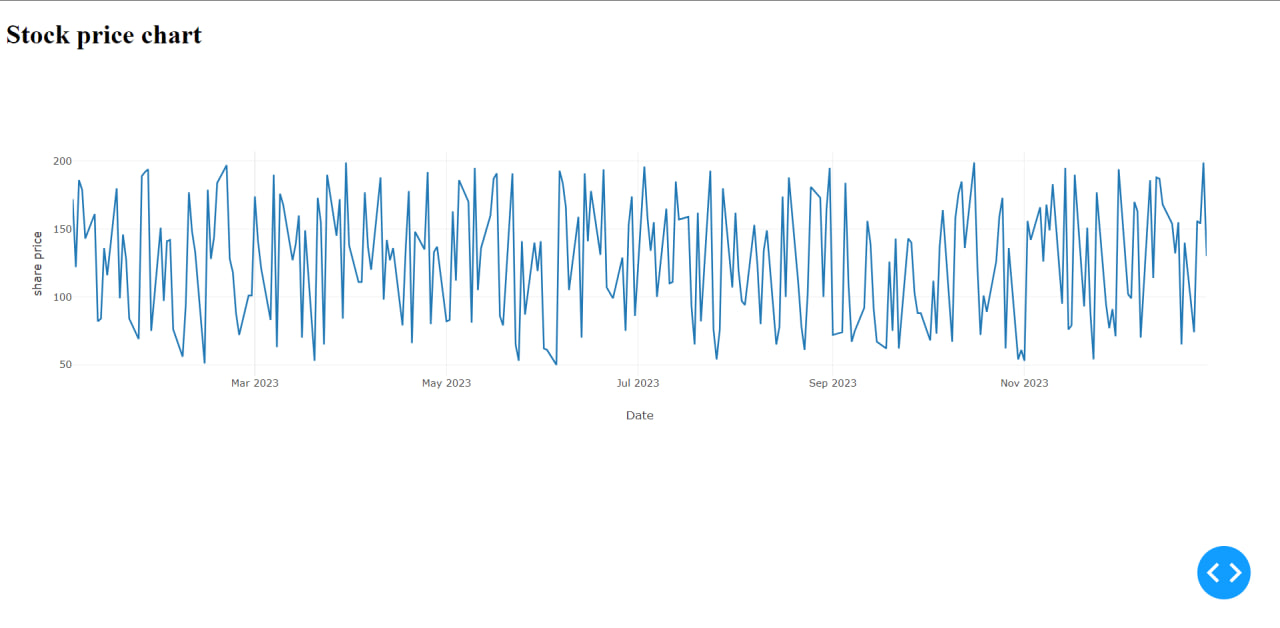 Stock price chart
200
150
100
50
share price
Mar 2023
May 2023
Jul 2023
Sep 2023
Nov 2023
Date